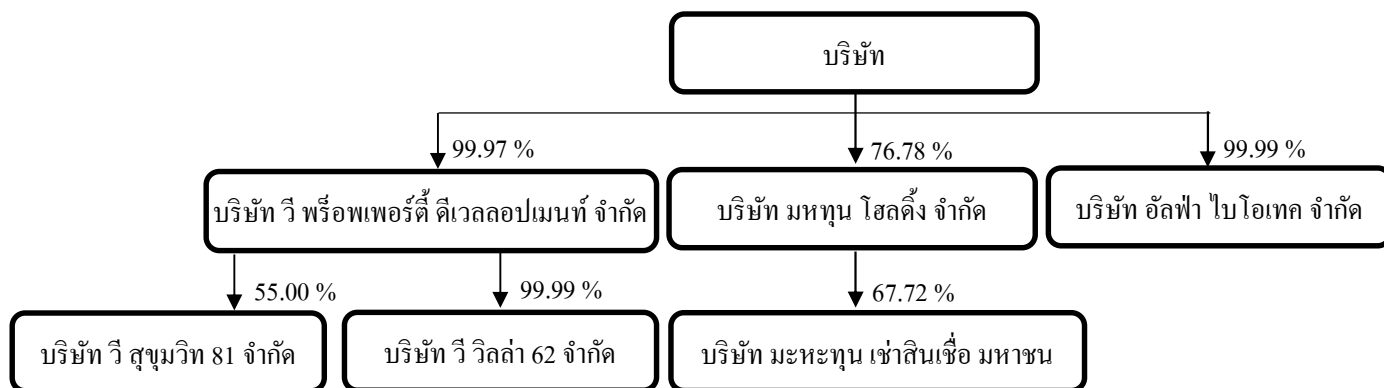 บริษัท
99.97 %
76.78 %
99.99 %
บริษัท วี พร็อพเพอร์ตี้ ดีเวลลอปเมนท์ จำกัด
บริษัท มหทุน โฮลดิ้ง จำกัด
บริษัท อัลฟ่า ไบโอเทค จำกัด
55.00 %
99.99 %
67.72 %
บริษัท วี สุขุมวิท 81 จำกัด
บริษัท วี วิลล่า 62 จำกัด
บริษัท มะหะทุน เช่าสินเชื่อ มหาชน